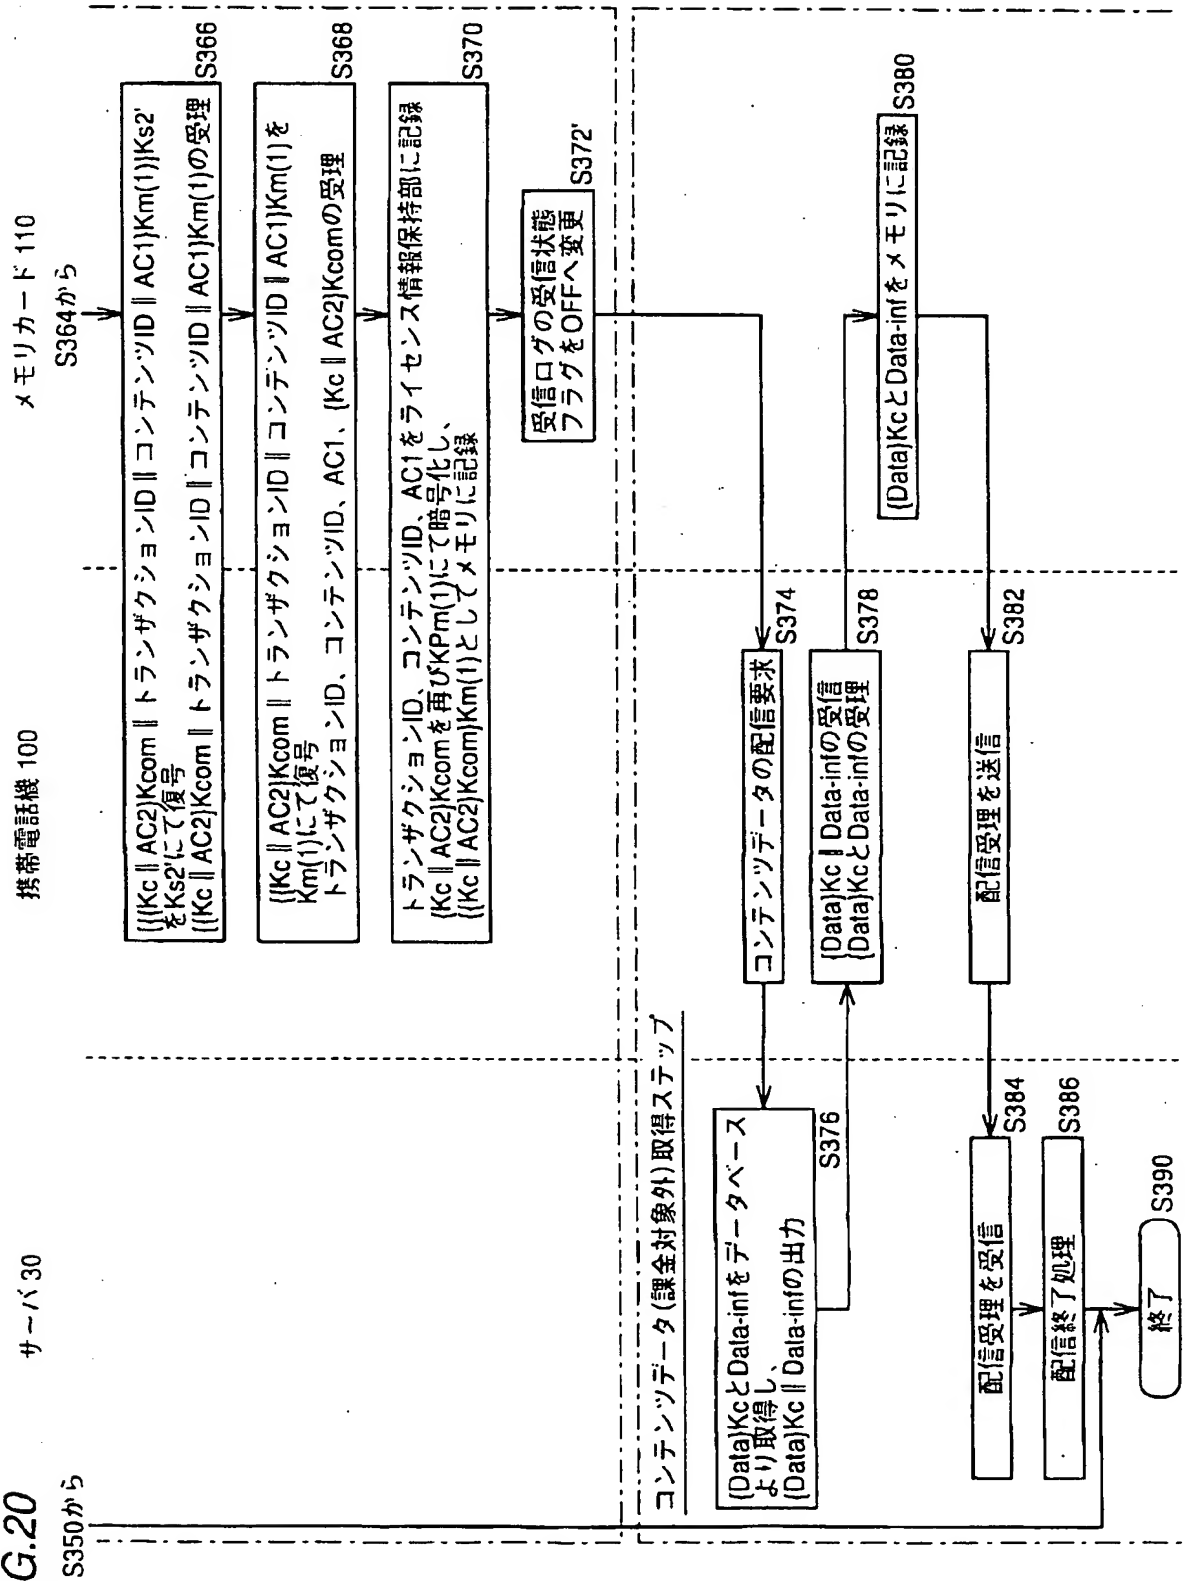 G.20
S350から
サーバ 30
携帯電話機 100
メモリカード 110
S364から
{{{{Kc ∥ AC2}Kcom ∥ トランザクションID ∥ コンテンツID ∥ AC1}Km(1)}Ks2'
をKs2'にて復号
{{Kc ∥ AC2}Kcom ∥ トランザクションID ∥ コンテンツID ∥ AC1}Km(1)の受理
S366
{{Kc ∥ AC2}Kcom ∥ トランザクションID ∥ コンテンツID ∥ AC1}Km(1)を
Km(1)にて復号
トランザクションID、コンテンツID、AC1、{Kc ∥ AC2}Kcomの受理
S368
トランザクションID、コンテンツID、AC1をライセンス情報保持部に記録
{Kc ∥ AC2}Kcomを再びKPm(1)にて暗号化し、
{{Kc ∥ AC2}Kcom}Km(1)としてメモリに記録
S370
受信ログの受信状態
フラグをOFFへ変更
S372'
コンテンツデータ(課金対象外)取得ステップ
コンテンツデータの配信要求
S374
{Data}KcとData-infをデータベース
より取得し、
{Data}Kc ∥ Data-infの出力
S376
{Data}Kc ∥ Data-infの受信
{Data}KcとData-infの受理
S378
{Data}KcとData-infをメモリに記録
S380
配信受理を送信
S382
配信受理を受信
S384
配信終了処理
S386
終了
S390